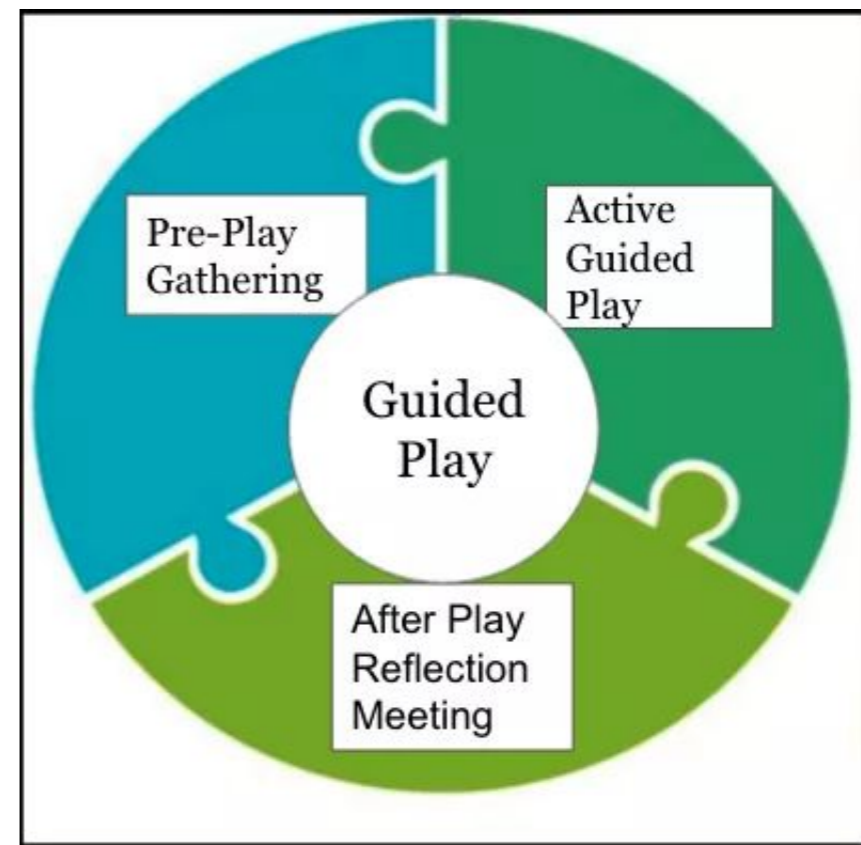 Pre-Play
Gathering
Active
Guided
Play
Guided
Play
After Play
Reflection
Meeting